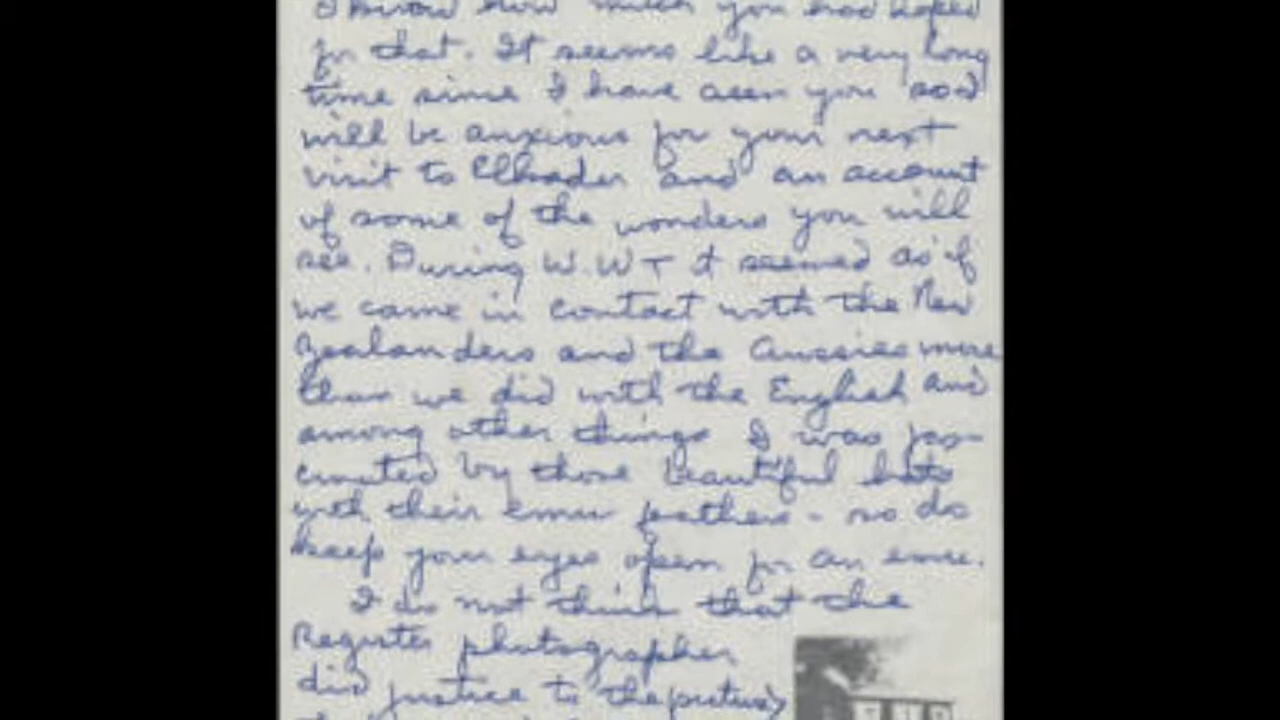 I know how much you had hoped
for that. It seems like a very long
time since I have seen you and
will be anxious for your next
visit to Elkader and an account
of some of the wonders you will
see. During W.W I it seemed as if
we came in contact with the New
Zealanders and the Aussies more
than we did with the English and
among other things I was fas-
cinated by those beautiful hats
with their emu feathers - so do
keep your eyes open for an emu.
I do not think that the
Register photographer
did justice to the picture